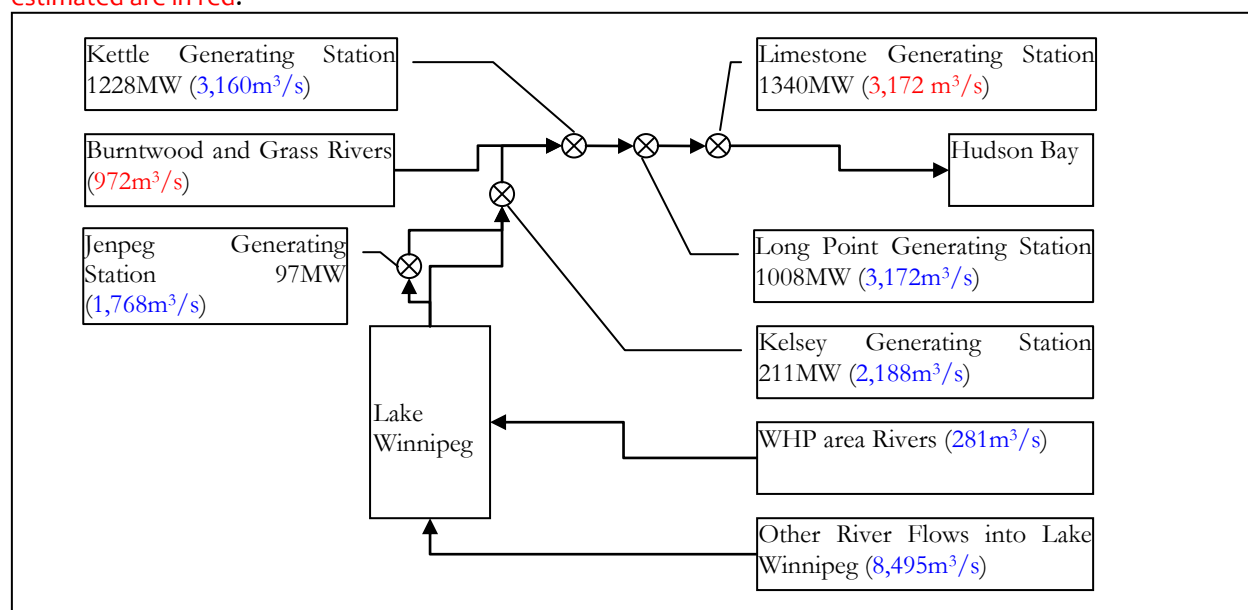 estimated are in red.
Kettle Generating Station
1228MW (3,160m³/s)
Limestone Generating Station
1340MW (3,172 m³/s)
Burntwood and Grass Rivers
(972m³/s)
Hudson Bay
Jenpeg Generating
Station 97MW
(1,768m³/s)
Long Point Generating Station
1008MW (3,172m³/s)
Kelsey Generating Station
211MW (2,188m³/s)
Lake
Winnipeg
WHP area Rivers (281m³/s)
Other River Flows into Lake
Winnipeg (8,495m³/s)